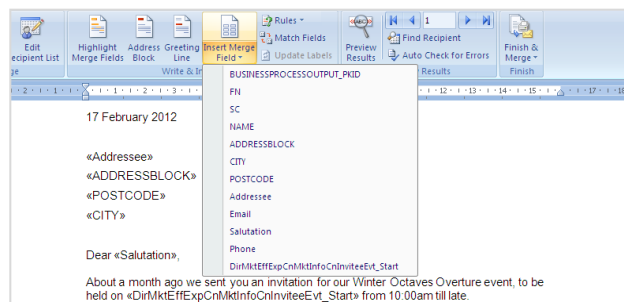 Edit
ecipient List
Highlight
Merge Fields
Address
Block
Greeting
Line
Insert Merge
Field
Rules
Match Fields
Update Labels
Preview
Results
1
Find Recipient
Auto Check for Errors
Finish &
Merge
Write & In
Results
Finish
BUSINESSPROCESSOUTPUT_PKID
FN
SC
NAME
ADDRESSBLOCK
CITY
POSTCODE
Addressee
Email
Salutation
Phone
DirMktEffExpCnMktInfoCnInviteeEvt_Start
17 February 2012
«Addressee»
«ADDRESSBLOCK»
«POSTCODE»
«CITY»
Dear «Salutation»,
About a month ago we sent you an invitation for our Winter Octaves Overture event, to be
held on «DirMktEffExpCnMktInfoCnInviteeEvt_Start» from 10:00am till late.